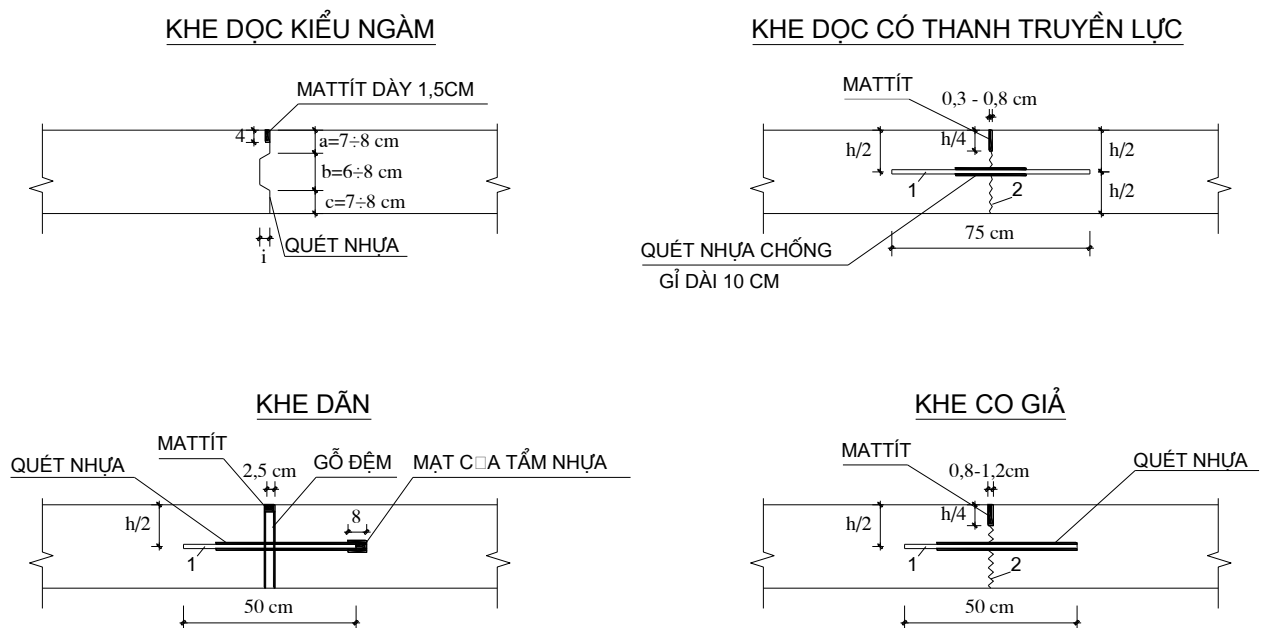 KHE DỌC KIỂU NGÀM
MATTÍT DÀY 1,5CM
4
a=7÷8 cm
b=6÷8 cm
c=7÷8 cm
QUÉT NHỰA
i
KHE DỌC CÓ THANH TRUYỀN LỰC
MATTÍT
0,3 - 0,8 cm
h/2
h/4
h/2
1
2
h/2
75 cm
QUÉT NHỰA CHỐNG
GỈ DÀI 10 CM
KHE DÃN
MATTÍT
QUÉT NHỰA
2,5 cm
GỖ ĐỆM
MẠT C□A TẨM NHỰA
h/2
8
1
50 cm
KHE CO GIẢ
MATTÍT
0,8-1,2cm
QUÉT NHỰA
h/2
h/4
1
2
50 cm